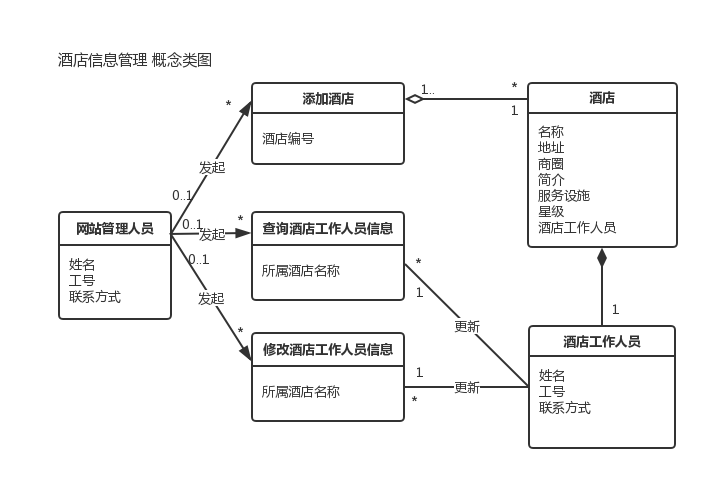 酒店信息管理 概念类图
添加酒店
酒店编号
1..
*
1
酒店
名称
地址
商圈
简介
服务设施
星级
酒店工作人员
*
发起
0..1
网站管理人员
姓名
工号
联系方式
0..1
发起
*
0..1
发起
*
查询酒店工作人员信息
所属酒店名称
*
1
更新
修改酒店工作人员信息
所属酒店名称
1
*
更新
1
酒店工作人员
姓名
工号
联系方式